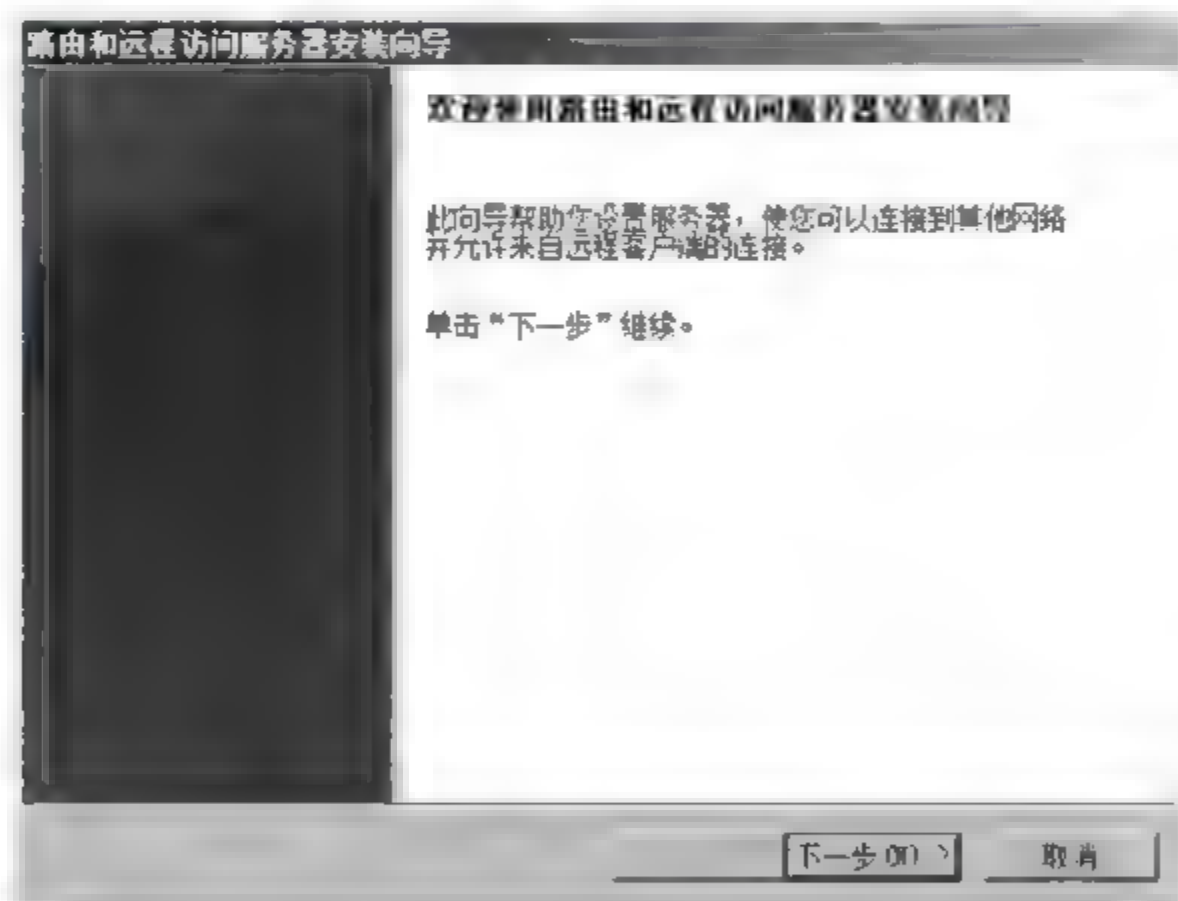 路由和远程访问服务器安装向导
欢迎使用路由和远程访问服务器安装向导
此向导帮助您设置服务器，使您可以连接到其他网络
并允许来自远程客户端的连接。
单击“下一步”继续。
下一步(N) >
取消